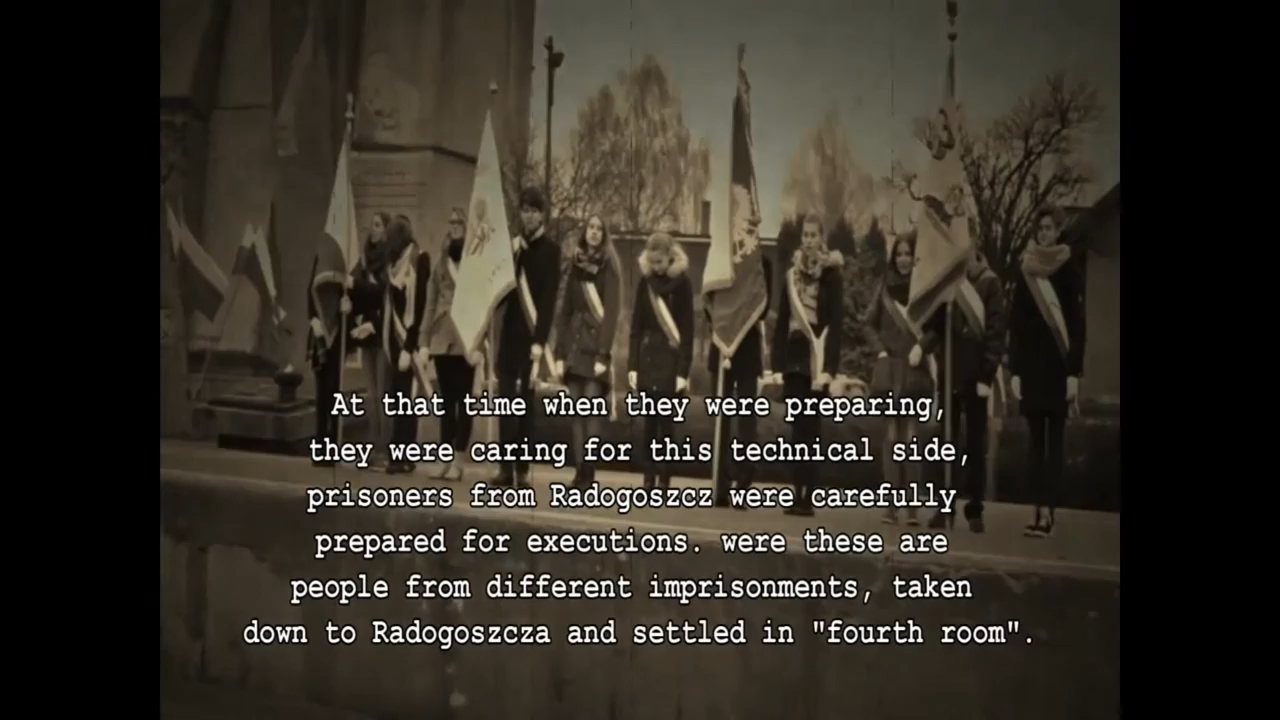 At that time when they were preparing,
they were caring for this technical side,
prisoners from Radogoszcz were carefully
prepared for executions. were these are
people from different imprisonments, taken
down to Radogoszcza and settled in "fourth room".